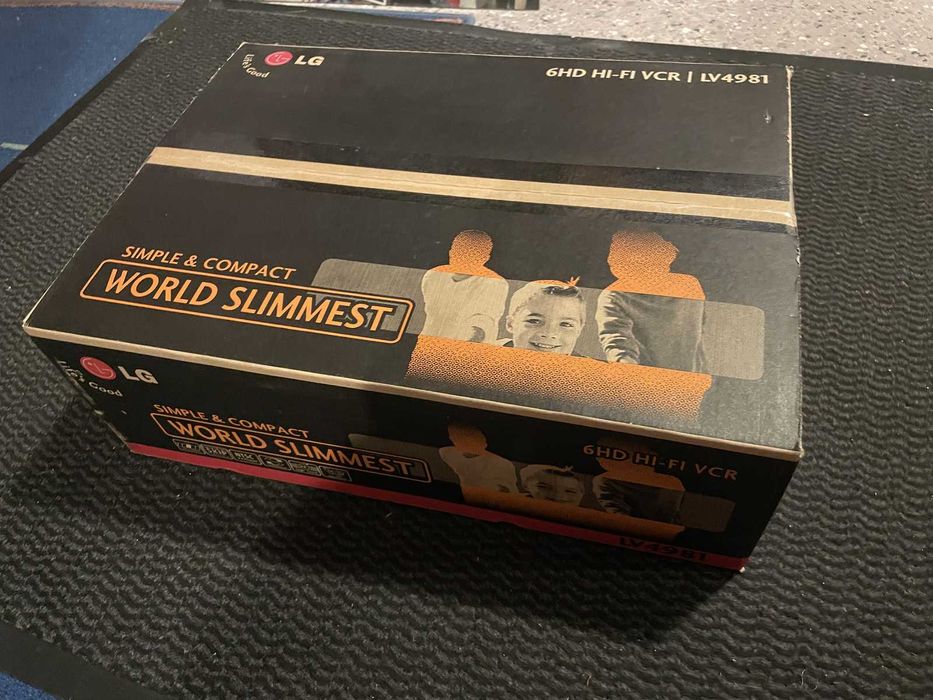 Life's Good
LG
6HD HI-FI VCR | LV4981
SIMPLE & COMPACT
WORLD SLIMMEST
Life's Good
LG
SIMPLE & COMPACT
WORLD SLIMMEST
SKIP
6HD HI-FI VCR
LV4981